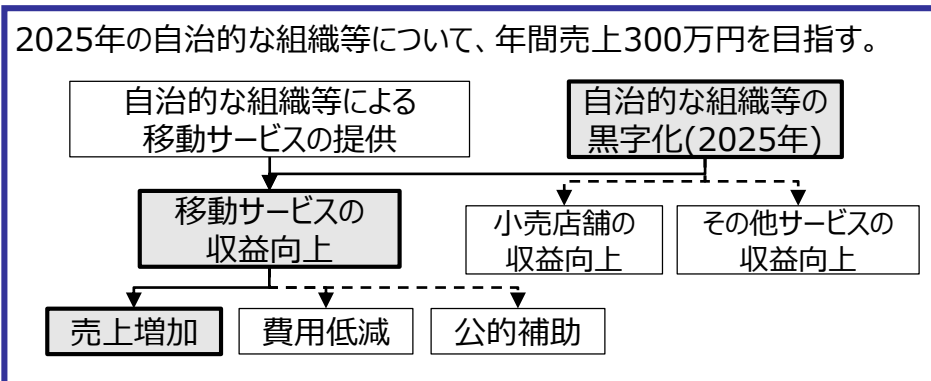 2025年の自治的な組織等について、年間売上300万円を目指す。
自治的な組織等による
移動サービスの提供
自治的な組織等の
黒字化(2025年)
移動サービスの
収益向上
小売店舗の
収益向上
その他サービスの
収益向上
売上増加
費用低減
公的補助